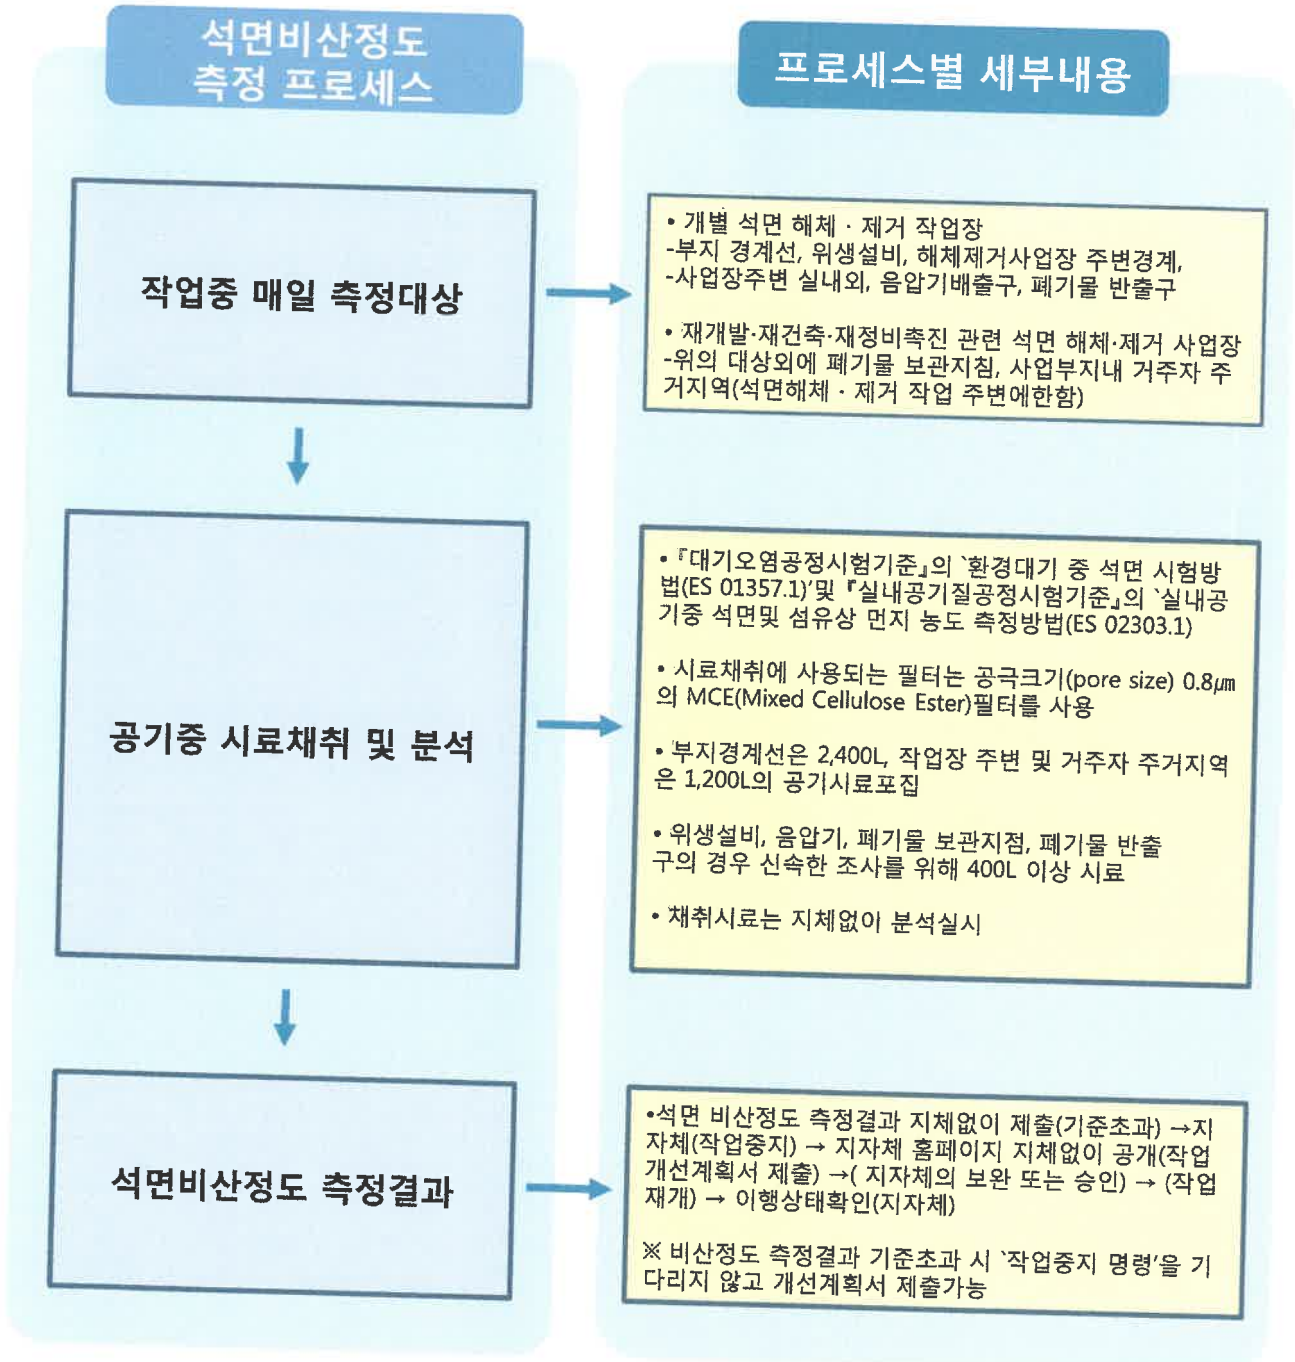 석면비산정도
측정 프로세스
프로세스별 세부내용
작업중 매일 측정대상
• 개별 석면 해체 · 제거 작업장
-부지 경계선, 위생설비, 해체제거사업장 주변경계,
-사업장주변 실내외, 음압기배출구, 폐기물 반출구
• 재개발·재건축·재정비촉진 관련 석면 해체·제거 사업장
-위의 대상외에 폐기물 보관지침, 사업부지내 거주자 주
거지역(석면해체 · 제거 작업 주변에한함)
공기중 시료채취 및 분석
• 『대기오염공정시험기준』의 `환경대기 중 석면 시험방
법(ES 01357.1)'및 『실내공기질공정시험기준』의 `실내공
기중 석면및 섬유상 먼지 농도 측정방법(ES 02303.1)
• 시료채취에 사용되는 필터는 공극크기(pore size) 0.8㎛
의 MCE(Mixed Cellulose Ester)필터를 사용
• 부지경계선은 2,400L, 작업장 주변 및 거주자 주거지역
은 1,200L의 공기시료포집
• 위생설비, 음압기, 폐기물 보관지점, 폐기물 반출
구의 경우 신속한 조사를 위해 400L 이상 시료
• 채취시료는 지체없이 분석실시
석면비산정도 측정결과
•석면 비산정도 측정결과 지체없이 제출(기준초과) →지
자체(작업중지) → 지자체 홈페이지 지체없이 공개(작업
개선계획서 제출) →( 지자체의 보완 또는 승인) → (작업
재개) → 이행상태확인(지자체)
※ 비산정도 측정결과 기준초과 시 `작업중지 명령'을 기
다리지 않고 개선계획서 제출가능